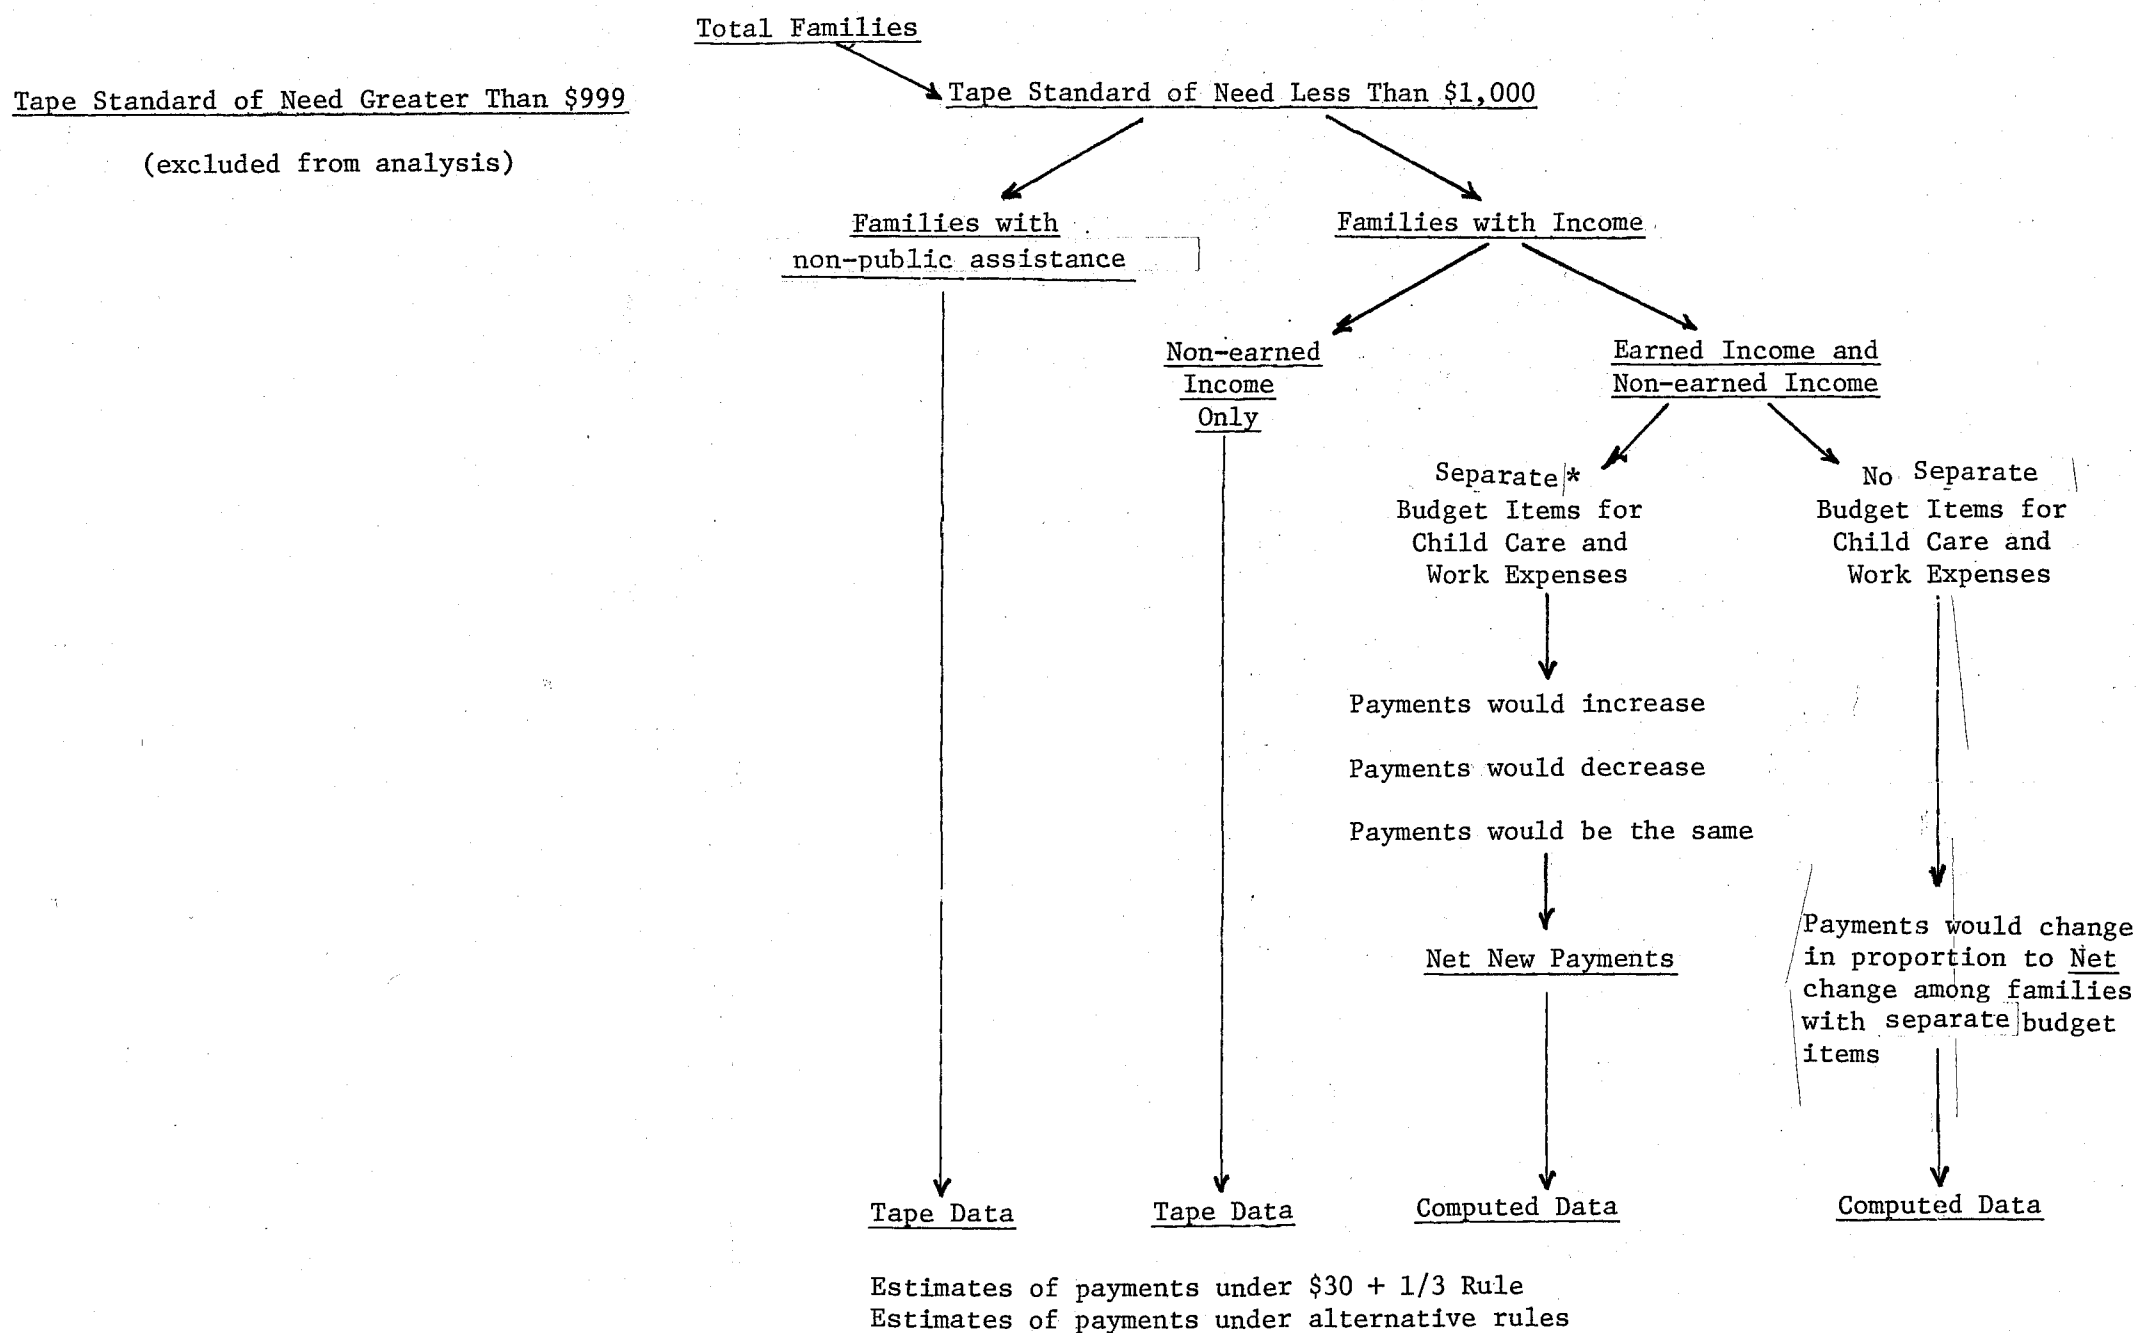 Total Families
Tape Standard of Need Greater Than $999
(excluded from analysis)
Tape Standard of Need Less Than $1,000
Families with
non-public assistance
Families with Income
Non-earned
Income
Only
Earned Income and
Non-earned Income
Separate*
Budget Items for
Child Care and
Work Expenses
No Separate
Budget Items for
Child Care and
Work Expenses
Payments would increase
Payments would decrease
Payments would be the same
Net New Payments
Payments would change
in proportion to Net
change among families
with separate budget
items
Tape Data
Tape Data
Computed Data
Computed Data
Estimates of payments under $30 + 1/3 Rule
Estimates of payments under alternative rules